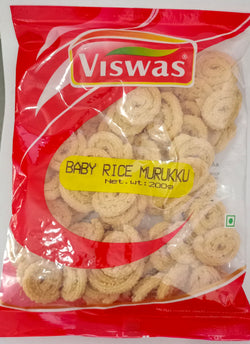 VISWAS®
BABY RICE MURUKKU
Net. wt: 200g